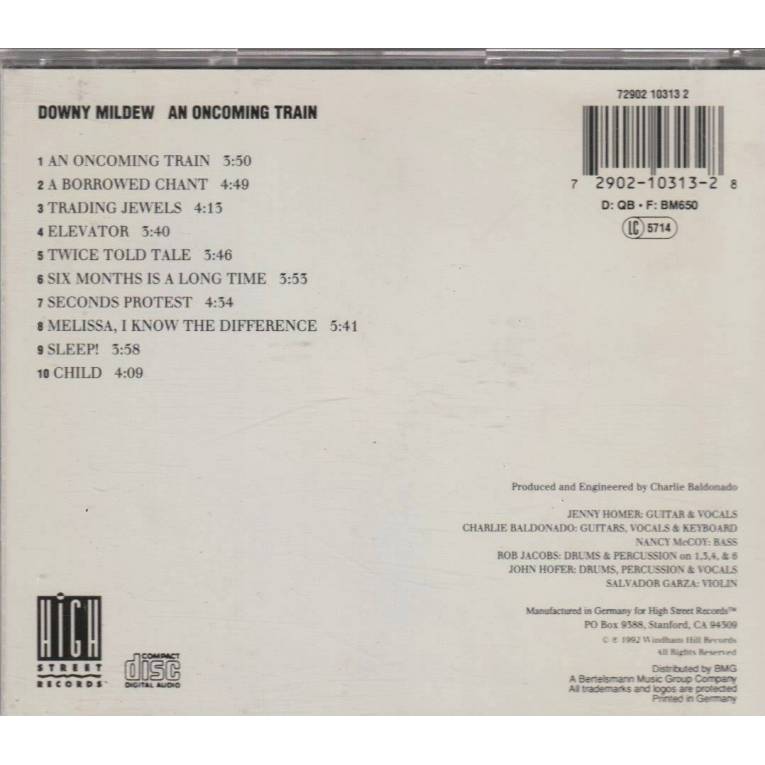 DOWNY MILDEW AN ONCOMING TRAIN
1 AN ONCOMING TRAIN 3:50
2 A BORROWED CHANT 4:49
3 TRADING JEWELS 4:13
4 ELEVATOR 3:40
5 TWICE TOLD TALE 3:46
6 SIX MONTHS IS A LONG TIME 3:53
7 SECONDS PROTEST 4:34
8 MELISSA, I KNOW THE DIFFERENCE 3:41
9 SLEEP! 3:58
10 CHILD 4:09
72902 10313 2
7 2902-10313-2 8
D: QB • F: BM650
LC 5714
Produced and Engineered by Charlie Baldonado
JENNY HOMER: GUITAR & VOCALS
CHARLIE BALDONADO: GUITARS, VOCALS & KEYBOARD
NANCY McCOY: BASS
ROB JACOBS: DRUMS & PERCUSSION on 1,3,4, & 6
JOHN HOFER: DRUMS, PERCUSSION & VOCALS
SALVADOR GARZA: VIOLIN
Manufactured in Germany for High Street Records™
PO Box 9388, Stanford, CA 94309
© ℗ 1992 Windham Hill Records
All Rights Reserved
Distributed by BMG
A Bertelsmann Music Group Company
All trademarks and logos are protected
Printed in Germany
HiGH
STREET
RECORDS
COMPACT
disc
DIGITAL AUDIO